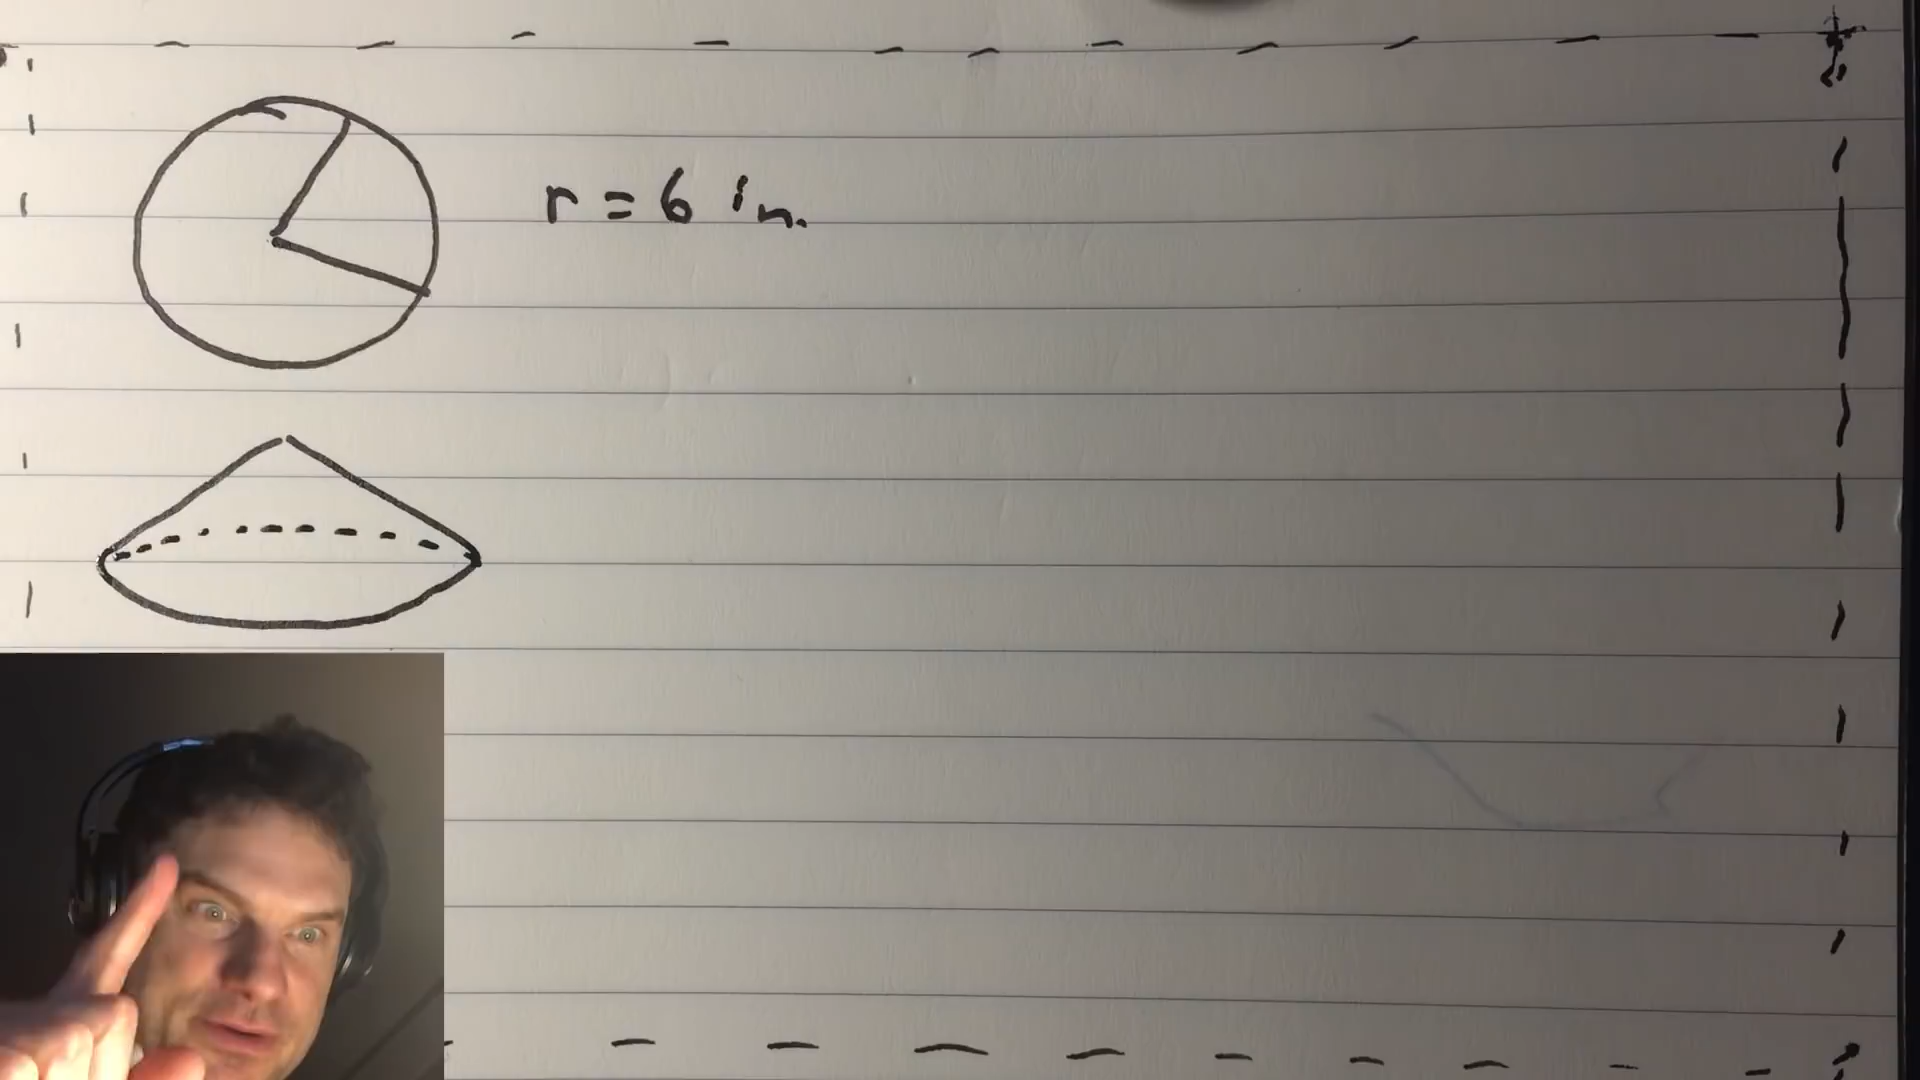 r = 6 in.